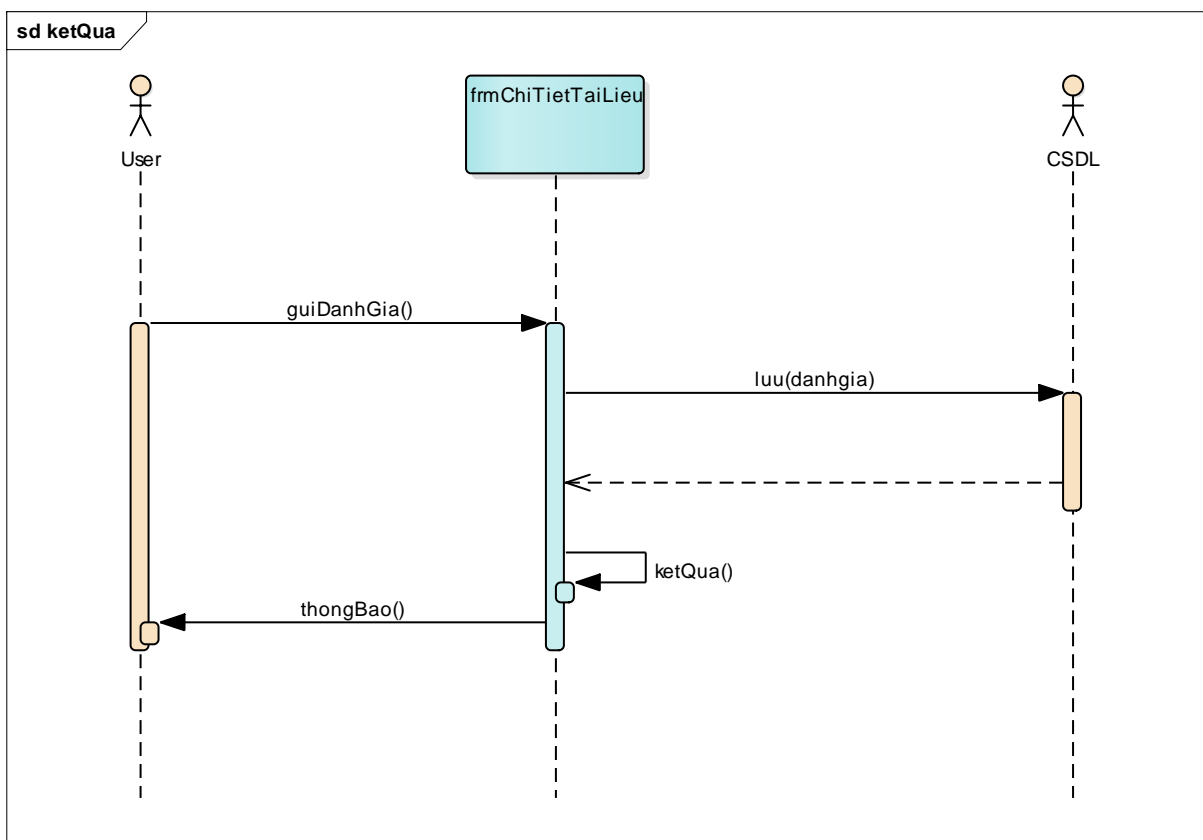 sd ketQua
User
frmChiTietTaiLieu
CSDL
guiDanhGia()
luu(danhgia)
ketQua()
thongBao()